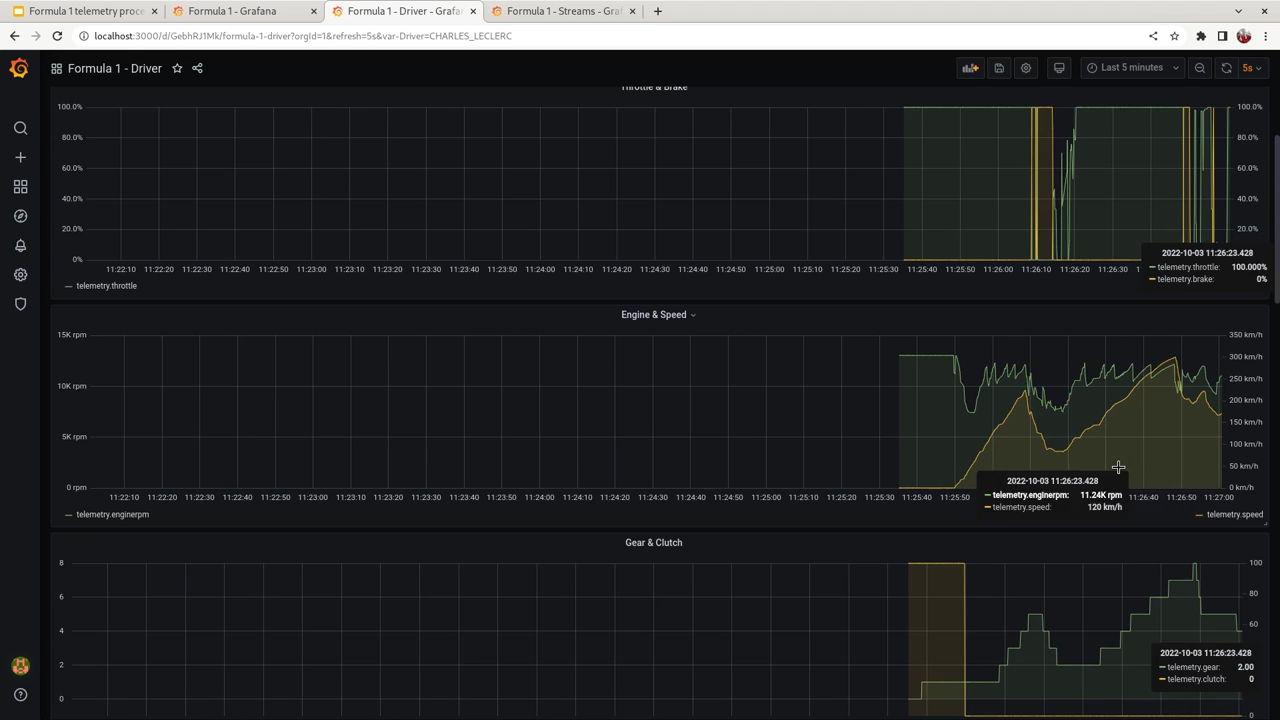 Formula 1 telemetry proce
Formula 1 - Grafana
Formula 1 - Driver - Grafan
Formula 1 - Streams - Graf
localhost:3000/d/GebhRJ1Mk/formula-1-driver?orgId=1&refresh=5s&var-Driver=CHARLES_LECLERC
Formula 1 - Driver
Last 5 minutes
5s
Throttle & Brake
100.0%
80.0%
60.0%
40.0%
20.0%
0%
100.0%
80.0%
60.0%
40.0%
20.0%
11:22:10 11:22:20 11:22:30 11:22:40 11:22:50 11:23:00 11:23:10 11:23:20 11:23:30 11:23:40 11:23:50 11:24:00 11:24:10 11:24:20 11:24:30 11:24:40 11:24:50 11:25:00 11:25:10 11:25:20 11:25:30 11:25:40 11:25:50 11:26:00 11:26:10 11:26:20 11:26:30
2022-10-03 11:26:23.428
telemetry.throttle: 100.000%
telemetry.brake: 0%
telemetry.throttle
Engine & Speed
15K rpm
10K rpm
5K rpm
0 rpm
350 km/h
300 km/h
250 km/h
200 km/h
150 km/h
100 km/h
50 km/h
0 km/h
11:22:10 11:22:20 11:22:30 11:22:40 11:22:50 11:23:00 11:23:10 11:23:20 11:23:30 11:23:40 11:23:50 11:24:00 11:24:10 11:24:20 11:24:30 11:24:40 11:24:50 11:25:00 11:25:10 11:25:20 11:25:30 11:25:40 11:25:50 11:26:40 11:26:50 11:27:00
2022-10-03 11:26:23.428
telemetry.enginerpm: 11.24K rpm
telemetry.speed: 120 km/h
telemetry.enginerpm
telemetry.speed
Gear & Clutch
8
6
4
2
0
100
80
60
0
2022-10-03 11:26:23.428
telemetry.gear: 2.00
telemetry.clutch: 0